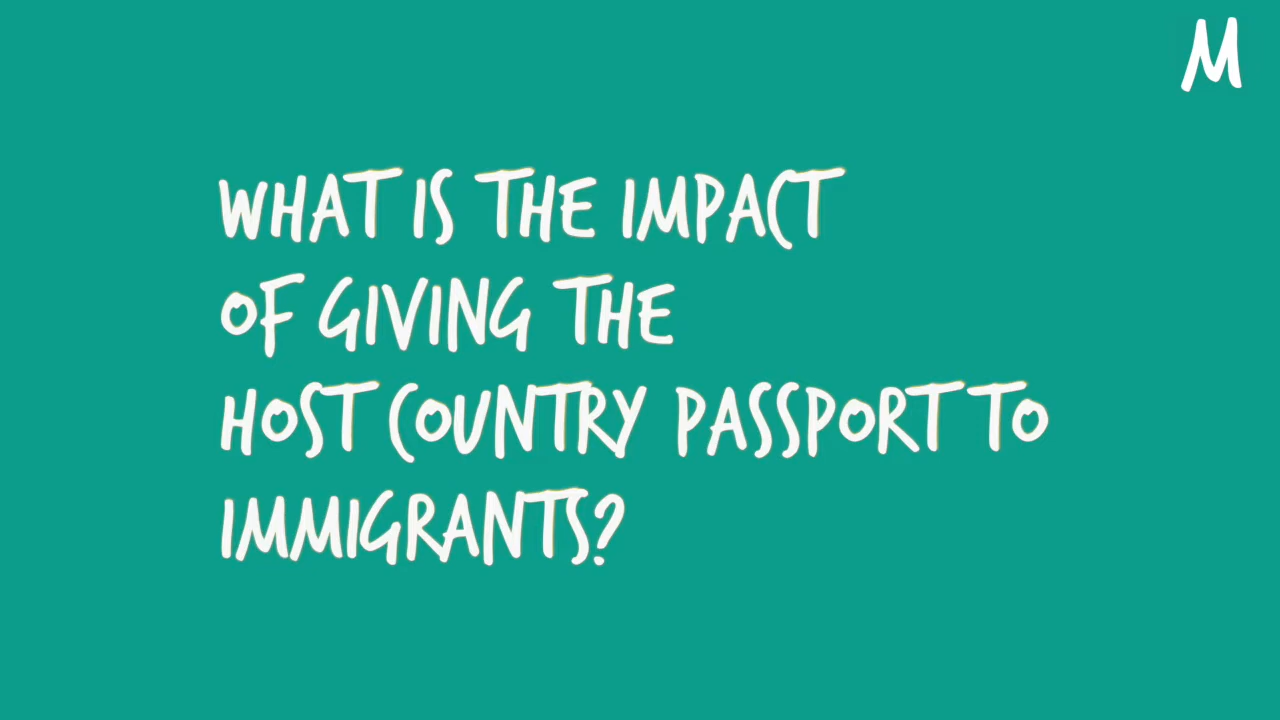 M
WHAT IS THE IMPACT
OF GIVING THE
HOST COUNTRY PASSPORT TO
IMMIGRANTS?